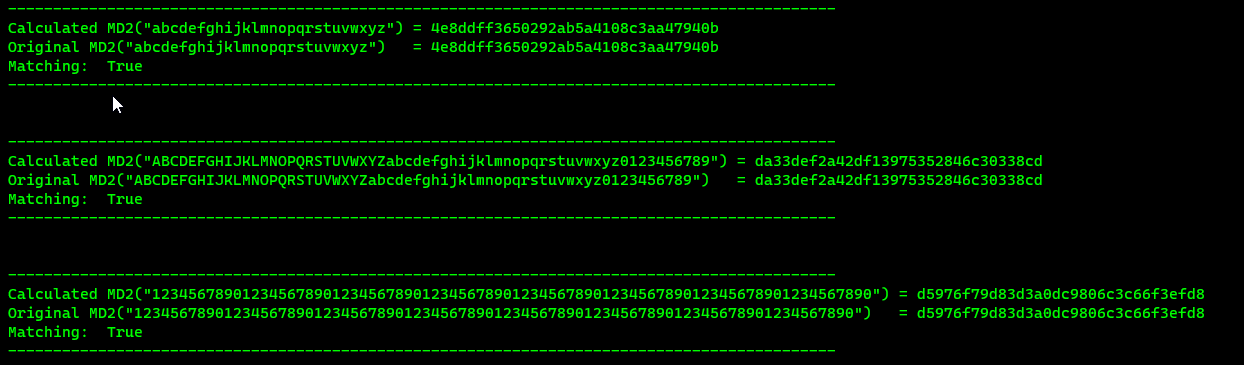 --------------------------------------------------------------------------------------------
Calculated MD2("abcdefghijklmnopqrstuvwxyz") = 4e8ddff3650292ab5a4108c3aa47940b
Original MD2("abcdefghijklmnopqrstuvwxyz")   = 4e8ddff3650292ab5a4108c3aa47940b
Matching:  True
--------------------------------------------------------------------------------------------
--------------------------------------------------------------------------------------------
Calculated MD2("ABCDEFGHIJKLMNOPQRSTUVWXYZabcdefghijklmnopqrstuvwxyz0123456789") = da33def2a42df13975352846c30338cd
Original MD2("ABCDEFGHIJKLMNOPQRSTUVWXYZabcdefghijklmnopqrstuvwxyz0123456789")   = da33def2a42df13975352846c30338cd
Matching:  True
--------------------------------------------------------------------------------------------
--------------------------------------------------------------------------------------------
Calculated MD2("12345678901234567890123456789012345678901234567890123456789012345678901234567890") = d5976f79d83d3a0dc9806c3c66f3efd8
Original MD2("12345678901234567890123456789012345678901234567890123456789012345678901234567890")   = d5976f79d83d3a0dc9806c3c66f3efd8
Matching:  True
--------------------------------------------------------------------------------------------